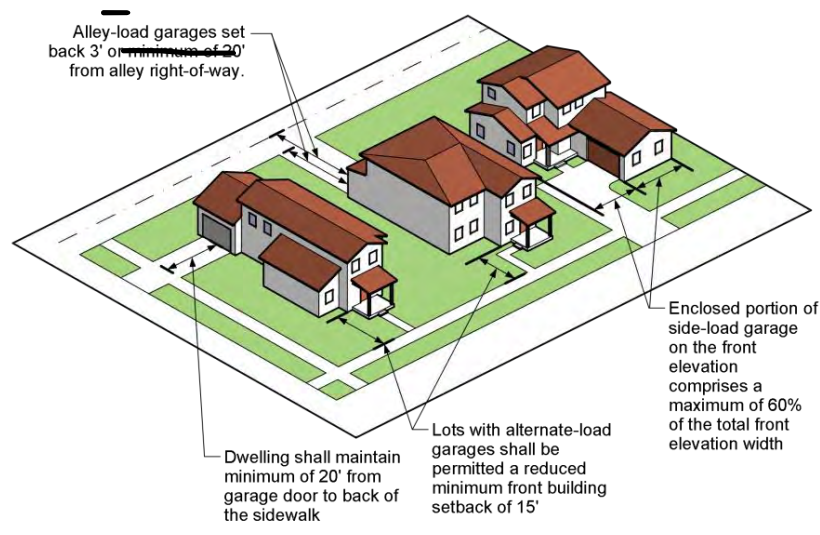 Alley-load garages set
back 3' or minimum of 20'
from alley right-of-way.
Enclosed portion of
side-load garage
on the front
elevation
comprises a
maximum of 60%
of the total front
elevation width
Lots with alternate-load
garages shall be
permitted a reduced
minimum front building
setback of 15'
Dwelling shall maintain
minimum of 20' from
garage door to back of
the sidewalk